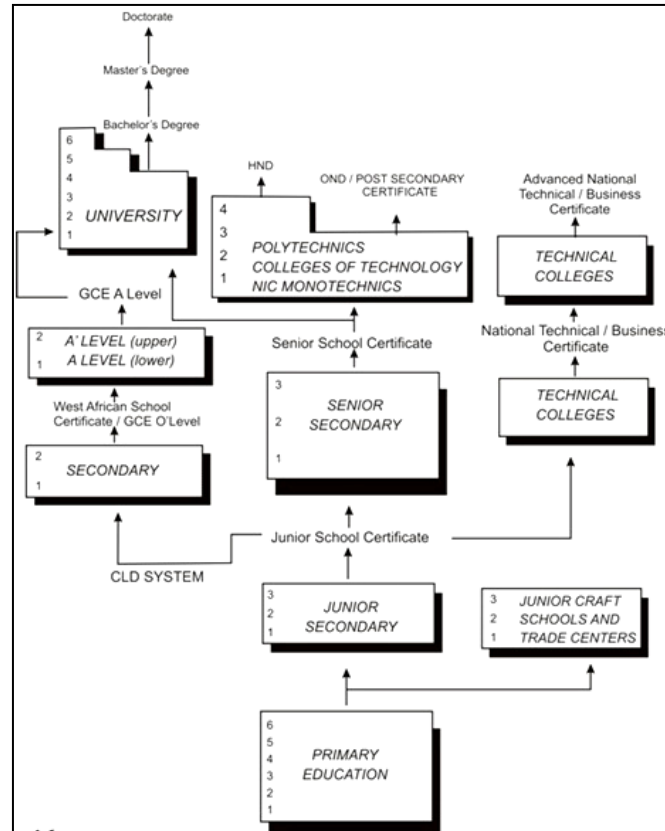 Doctorate
Master's Degree
Bachelor's Degree
6
5
4
3
2
1
UNIVERSITY
HND
OND / POST SECONDARY
CERTIFICATE
4
3
2
1
POLYTECHNICS
COLLEGES OF TECHNOLOGY
NIC MONOTECHNICS
Advanced National
Technical / Business
Certificate
TECHNICAL
COLLEGES
GCE A Level
2 A' LEVEL (upper)
1 A LEVEL (lower)
Senior School Certificate
National Technical / Business
Certificate
West African School
Certificate / GCE O'Level
3
2
1
SENIOR
SECONDARY
TECHNICAL
COLLEGES
2
1
SECONDARY
Junior School Certificate
CLD SYSTEM
3
2
1
JUNIOR
SECONDARY
3 JUNIOR CRAFT
2 SCHOOLS AND
1 TRADE CENTERS
6
5
4
3
2
1
PRIMARY
EDUCATION